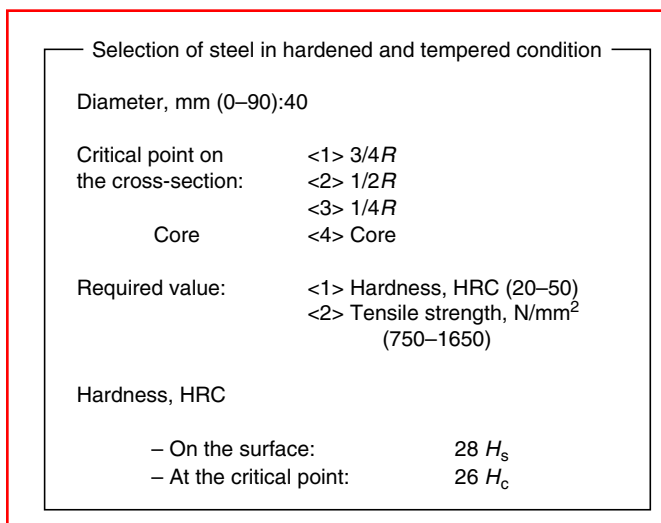 Selection of steel in hardened and tempered condition
Diameter, mm (0–90):40
Critical point on <1> 3/4R
the cross-section: <2> 1/2R
<3> 1/4R
Core <4> Core
Required value: <1> Hardness, HRC (20–50)
<2> Tensile strength, N/mm²
(750–1650)
Hardness, HRC
– On the surface: 28 Hₛ
– At the critical point: 26 H꜀